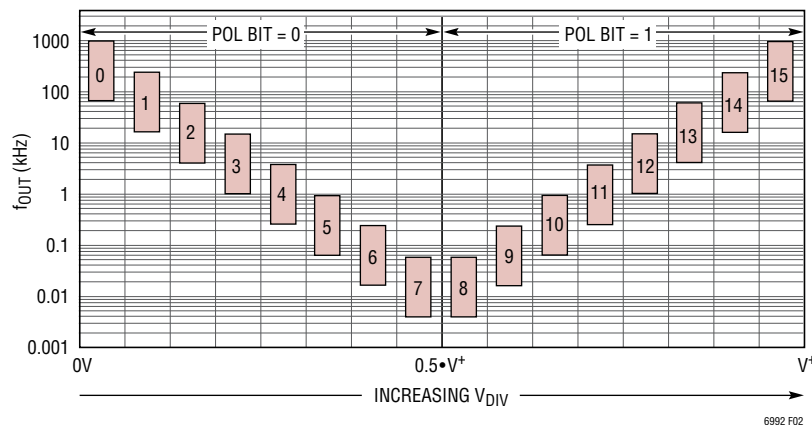 POL BIT = 0
POL BIT = 1
1000
100
10
1
0.1
0.01
0.001
fOUT (kHz)
0
1
2
3
4
5
6
7
8
9
10
11
12
13
14
15
0V
0.5•V⁺
V⁺
INCREASING VDIV
6992 F02